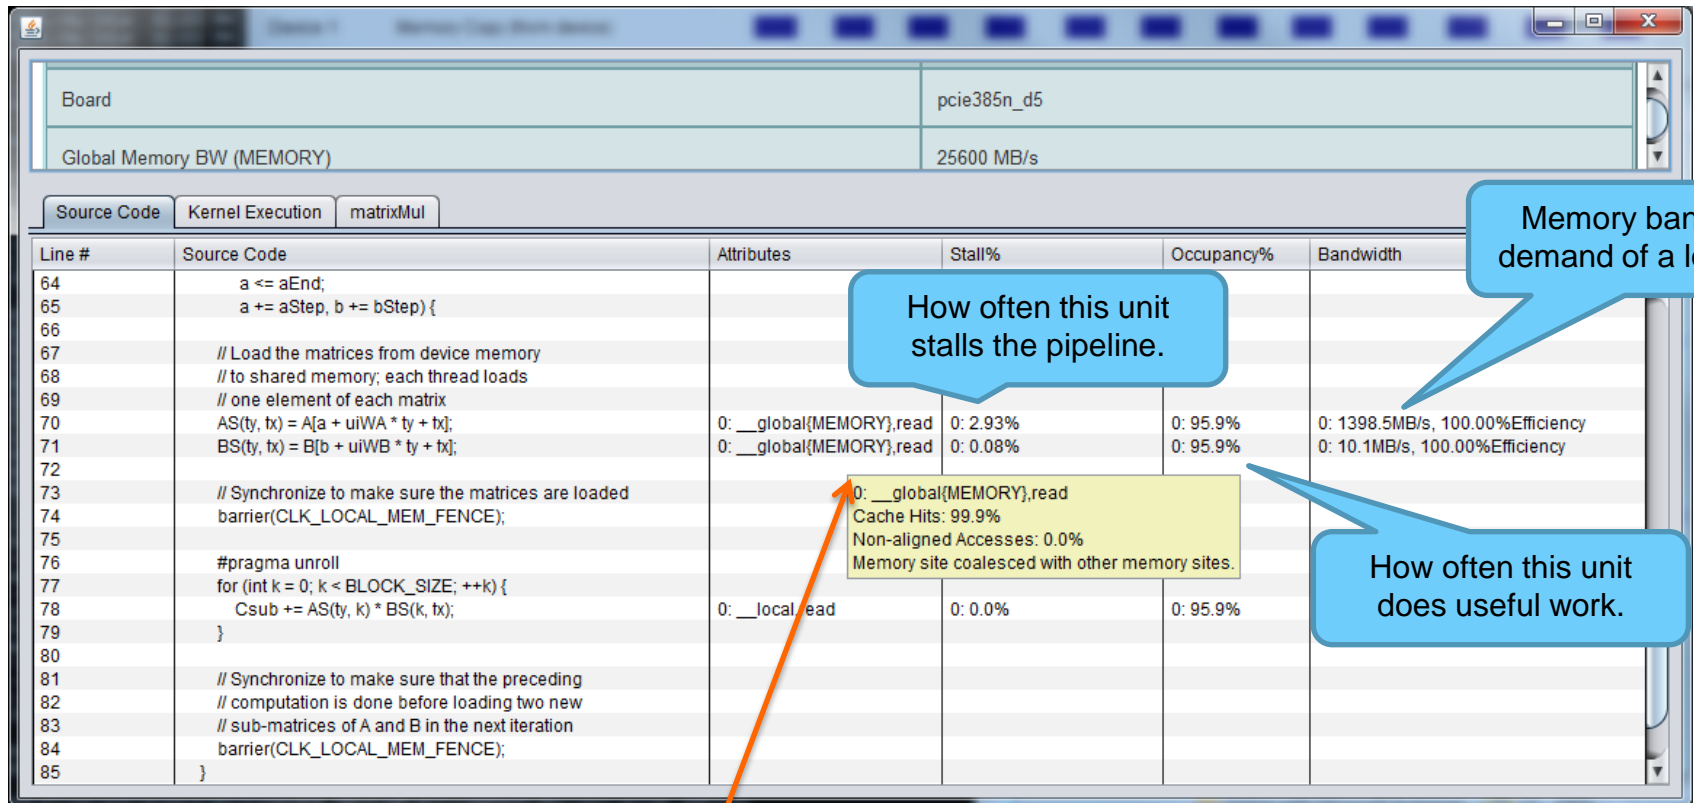 Device 1 Memory Copy (from device)
Board pcie385n_d5
Global Memory BW (MEMORY) 25600 MB/s
Source Code Kernel Execution matrixMul
Line # Source Code Attributes Stall% Occupancy% Bandwidth
Memory
demand of a
64 a <= aEnd;
65 a += aStep, b += bStep) {
66
How often this unit
stalls the pipeline.
67 // Load the matrices from device memory
68 // to shared memory; each thread loads
69 // one element of each matrix
70 AS(ty, tx) = A[a + uiWA * ty + tx]; 0: __global{MEMORY},read 0: 2.93% 0: 95.9% 0: 1398.5MB/s, 100.00%Efficiency
71 BS(ty, tx) = B[b + uiWB * ty + tx]; 0: __global{MEMORY},read 0: 0.08% 0: 95.9% 0: 10.1MB/s, 100.00%Efficiency
72
73 // Synchronize to make sure the matrices are loaded
74 barrier(CLK_LOCAL_MEM_FENCE);
75
0: __global{MEMORY},read
Cache Hits: 99.9%
Non-aligned Accesses: 0.0%
Memory site coalesced with other memory sites.
76 #pragma unroll
77 for (int k = 0; k < BLOCK_SIZE; ++k) {
78 Csub += AS(ty, k) * BS(k, tx); 0: __local,read 0: 0.0% 0: 95.9%
How often this unit
does useful work.
79 }
80
81 // Synchronize to make sure that the preceding
82 // computation is done before loading two new
83 // sub-matrices of A and B in the next iteration
84 barrier(CLK_LOCAL_MEM_FENCE);
85 }